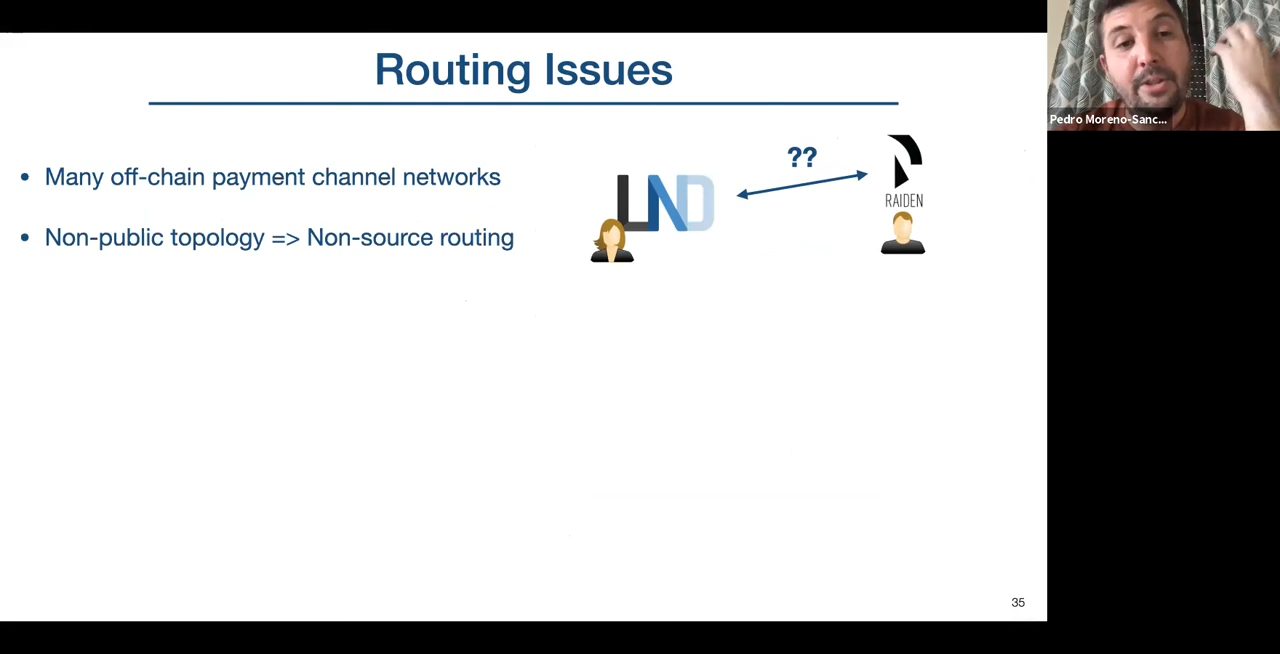 Routing Issues
• Many off-chain payment channel networks
• Non-public topology => Non-source routing
??
LND
RAIDEN
35
Pedro Moreno-Sanc...